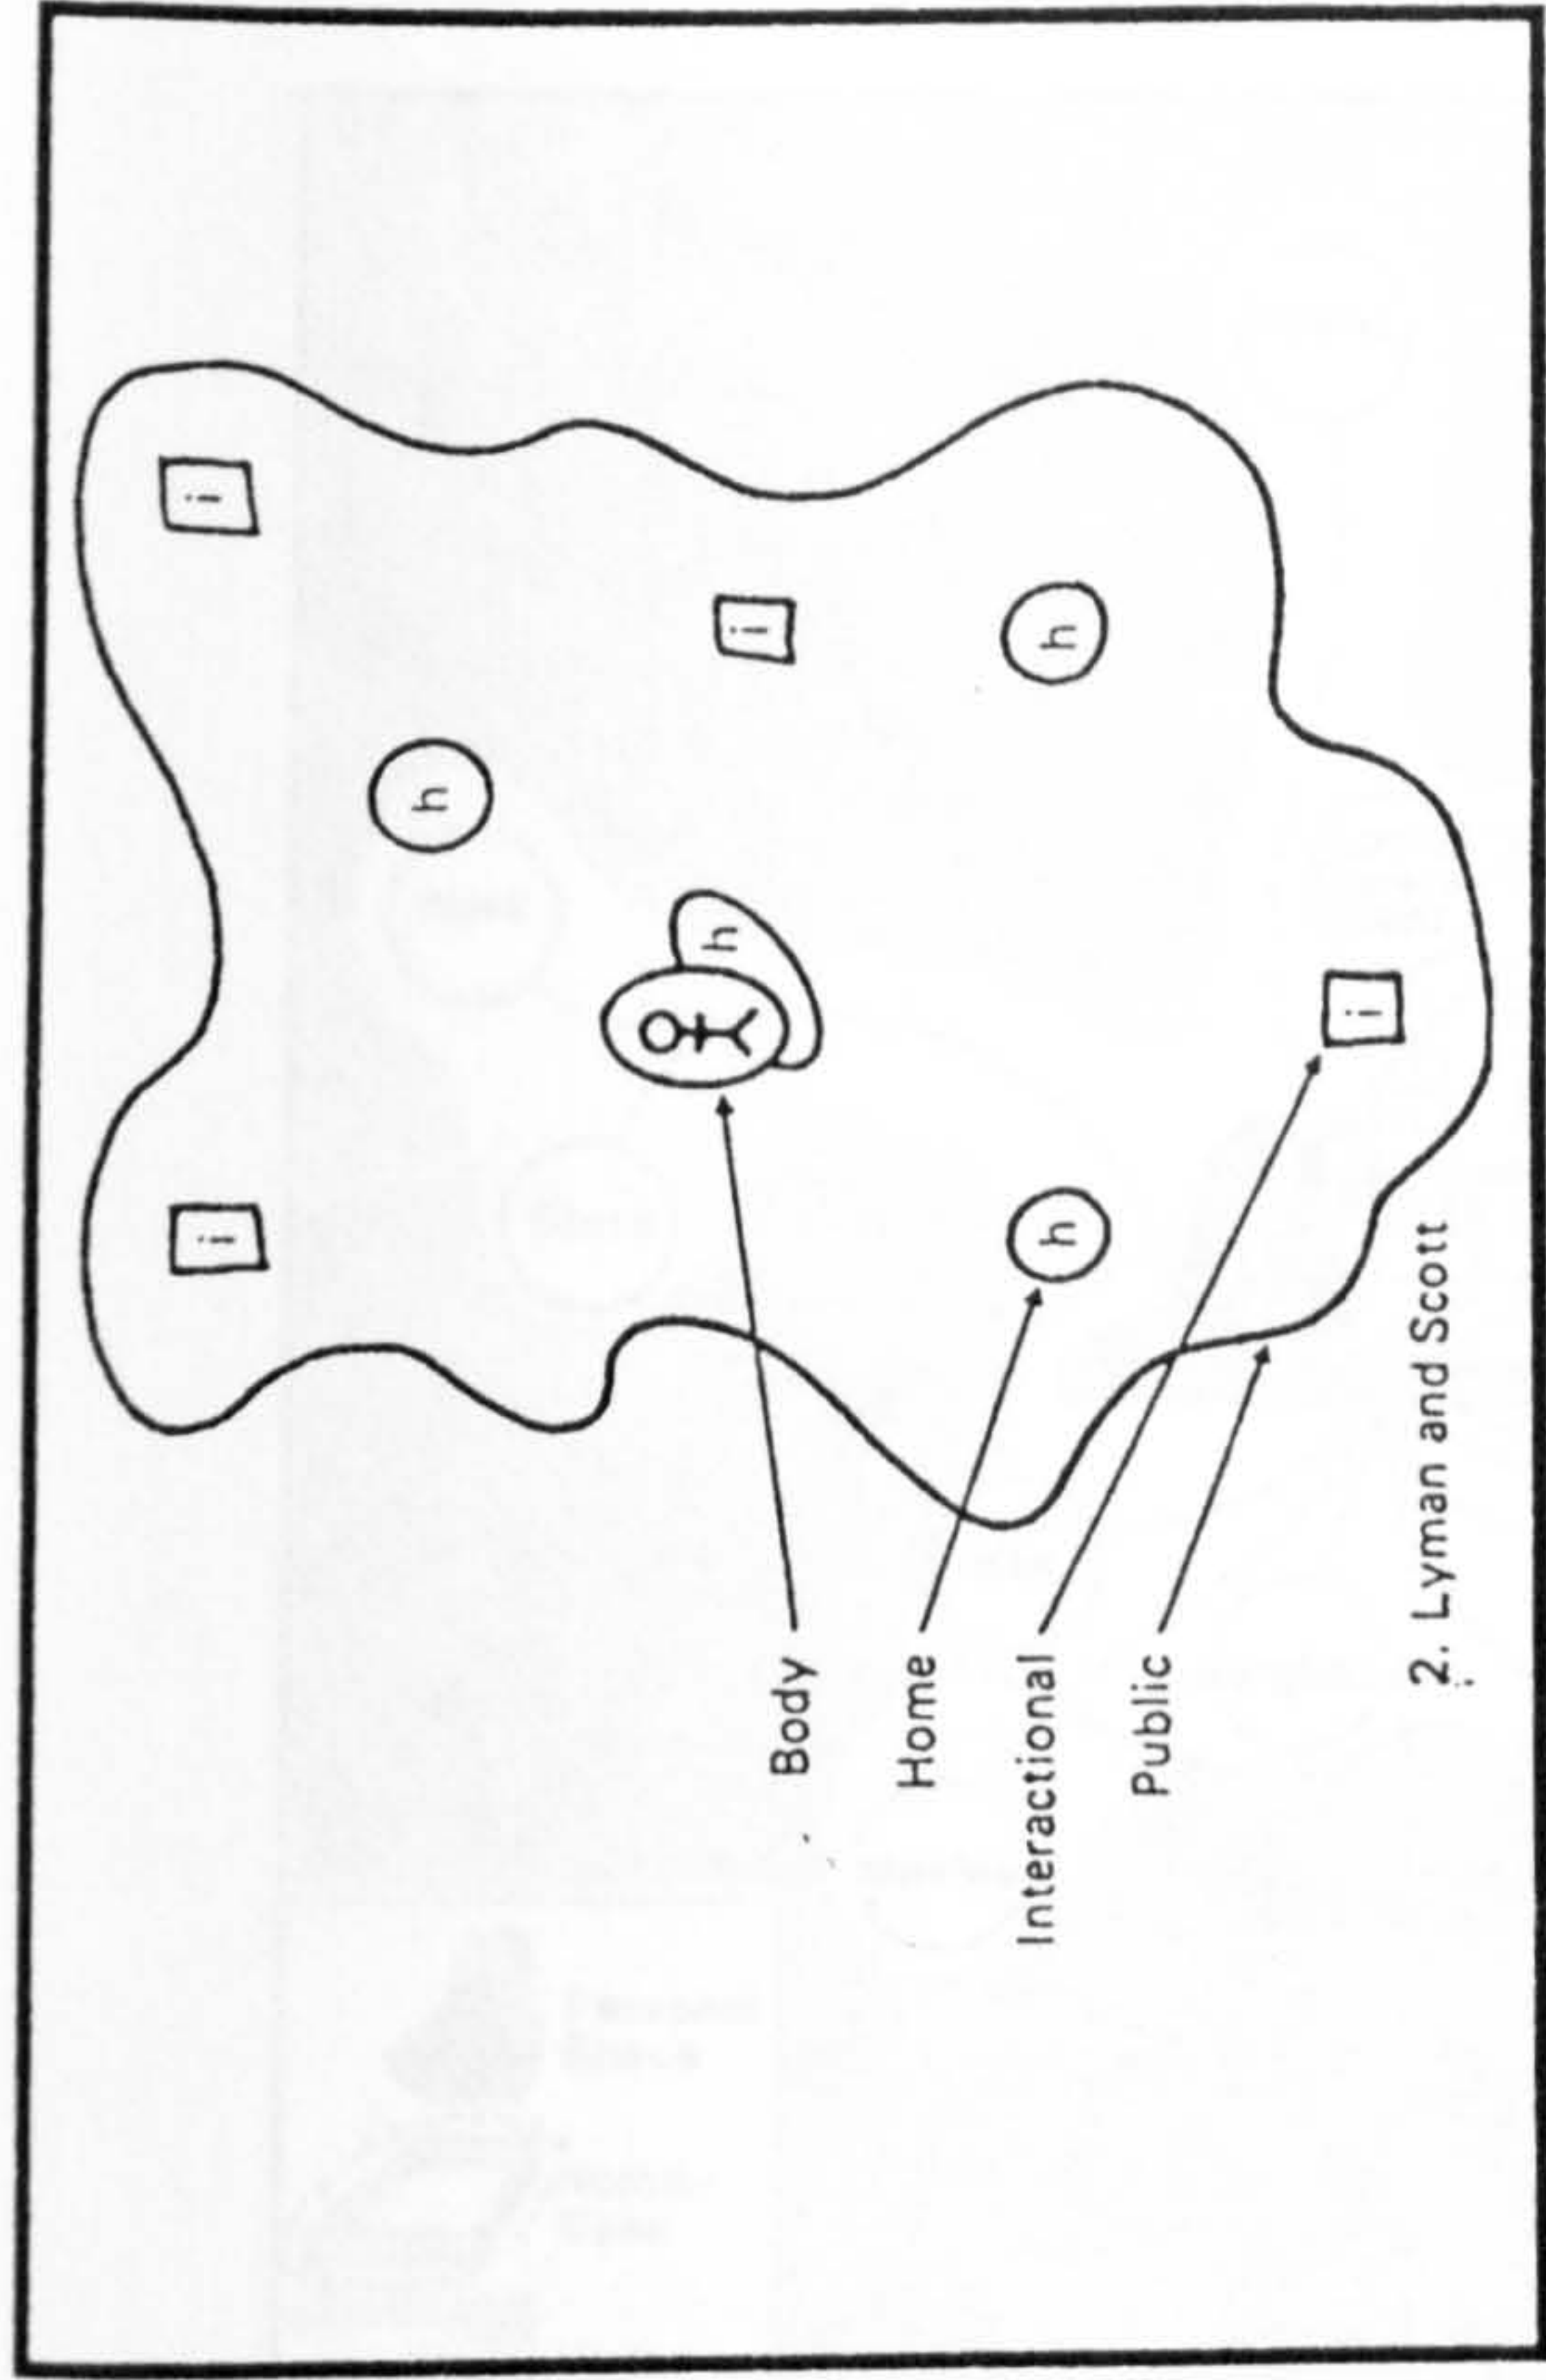 i
i
h
i
h
h
i
h
Body
Home
Interactional
Public
2. Lyman and Scott